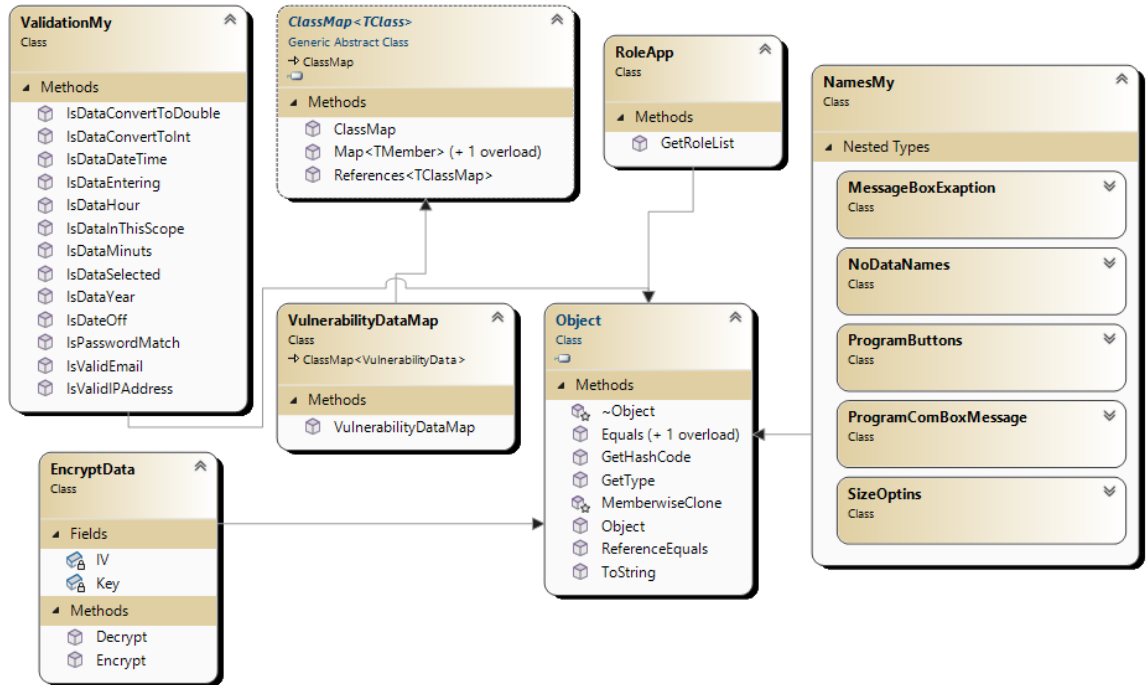 ValidationMy
Class
Methods
IsDataConvertToDouble
IsDataConvertToInt
IsDataDateTime
IsDataEntering
IsDataHour
IsDataInThisScope
IsDataMinuts
IsDataSelected
IsDataYear
IsDateOff
IsPasswordMatch
IsValidEmail
IsValidIPAddress
ClassMap<TClass>
Generic Abstract Class
ClassMap
Methods
ClassMap
Map<TMember> (+ 1 overload)
References<TClassMap>
RoleApp
Class
Methods
GetRoleList
NamesMy
Class
Nested Types
MessageBoxExaption
Class
NoDataNames
Class
ProgramButtons
Class
ProgramComBoxMessage
Class
SizeOptins
Class
VulnerabilityDataMap
Class
ClassMap<VulnerabilityData>
Methods
VulnerabilityDataMap
Object
Class
Methods
~Object
Equals (+ 1 overload)
GetHashCode
GetType
MemberwiseClone
Object
ReferenceEquals
ToString
EncryptData
Class
Fields
IV
Key
Methods
Decrypt
Encrypt